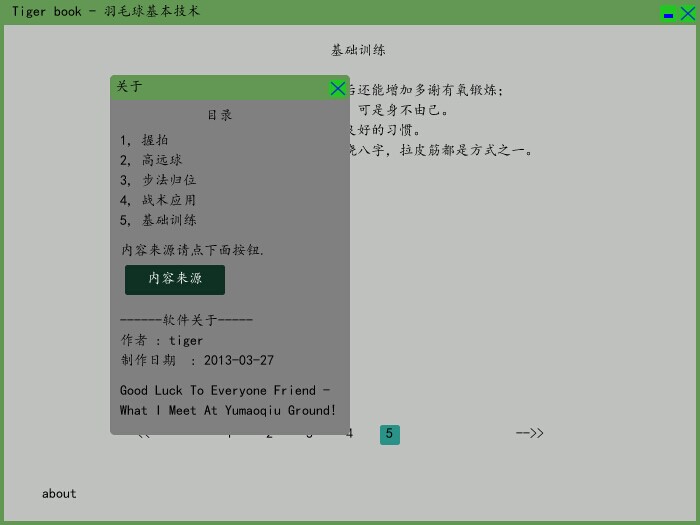 Tiger book - 羽毛球基本技术
基础训练
关于
还能增加多谢有氧锻炼;
可是身不由己。
好的习惯。
八字, 拉皮筋都是方式之一。
目录
1, 握拍
2, 高远球
3, 步法归位
4, 战术应用
5, 基础训练
内容来源请点下面按钮.
内容来源
------软件关于-----
作者 : tiger
制作日期 : 2013-03-27
Good Luck To Everyone Friend -
What I Meet At Yumaoqiu Ground!
4 5 -->>
about